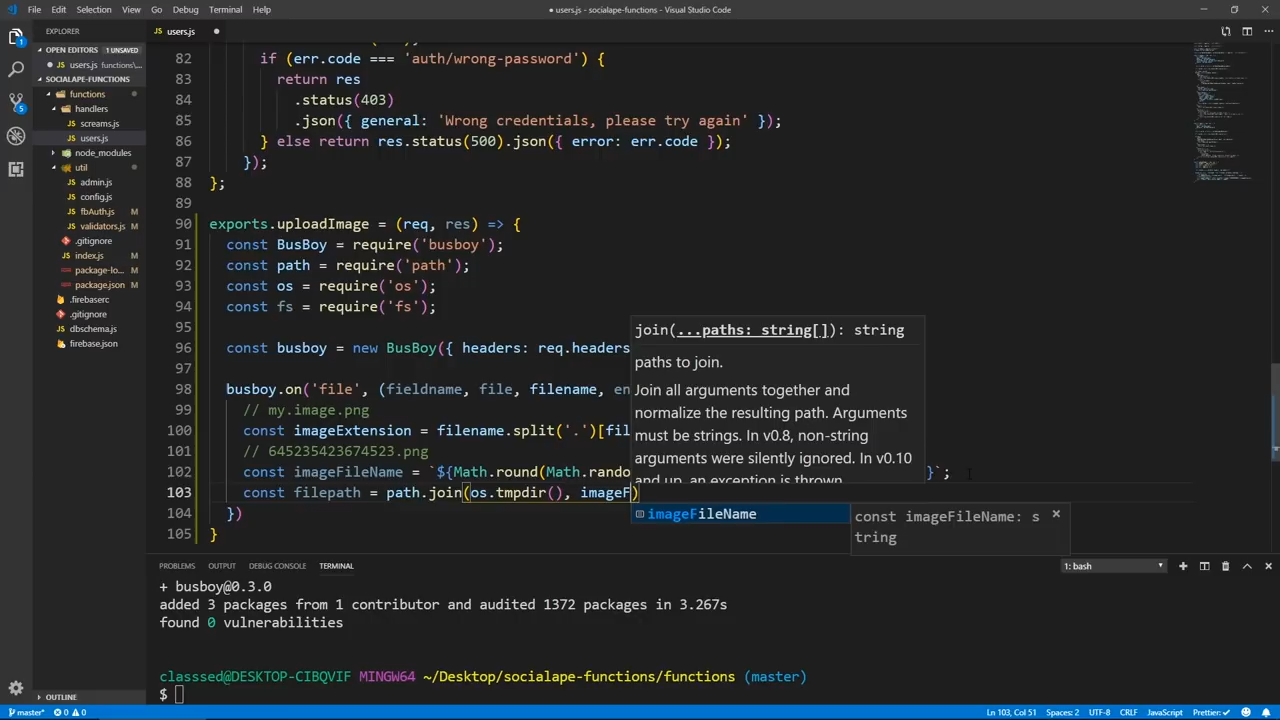 File Edit Selection View Go Debug Terminal Help
● users.js - socialape-functions - Visual Studio Code
EXPLORER
OPEN EDITORS 1 UNSAVED
● users.js functions\...
SOCIALAPE-FUNCTIONS
functions
handlers
screams.js
users.js
node_modules
util
admin.js
config.js
fbAuth.js M
validators.js M
.gitignore
index.js M
package-lo... M
package.json M
.firebaserc
.gitignore
dbschema.js
firebase.json
OUTLINE
users.js
82 if (err.code === 'auth/wrong-password') {
83 return res
84 .status(403)
85 .json({ general: 'Wrong credentials, please try again' });
86 } else return res.status(500).json({ error: err.code });
87 });
88 };
89
90 exports.uploadImage = (req, res) => {
91 const BusBoy = require('busboy');
92 const path = require('path');
93 const os = require('os');
94 const fs = require('fs');
95
96 const busboy = new BusBoy({ headers: req.headers
97
98 busboy.on('file', (fieldname, file, filename, en
99 // my.image.png
100 const imageExtension = filename.split('.')[fil
101 // 645235423674523.png
102 const imageFileName = `${Math.round(Math.rando }`;
103 const filepath = path.join(os.tmpdir(), imageF)
104 })
105 }
join(...paths: string[]): string
paths to join.
Join all arguments together and
normalize the resulting path. Arguments
must be strings. In v0.8, non-string
arguments were silently ignored. In v0.10
and up, an exception is thrown
imageFileName
const imageFileName: s
tring
PROBLEMS OUTPUT DEBUG CONSOLE TERMINAL
1: bash
+ busboy@0.3.0
added 3 packages from 1 contributor and audited 1372 packages in 3.267s
found 0 vulnerabilities
classsed@DESKTOP-CIBQVIF MINGW64 ~/Desktop/socialape-functions/functions (master)
$
master* 0 0 Ln 103, Col 51 Spaces: 2 UTF-8 CRLF JavaScript Prettier: ✓